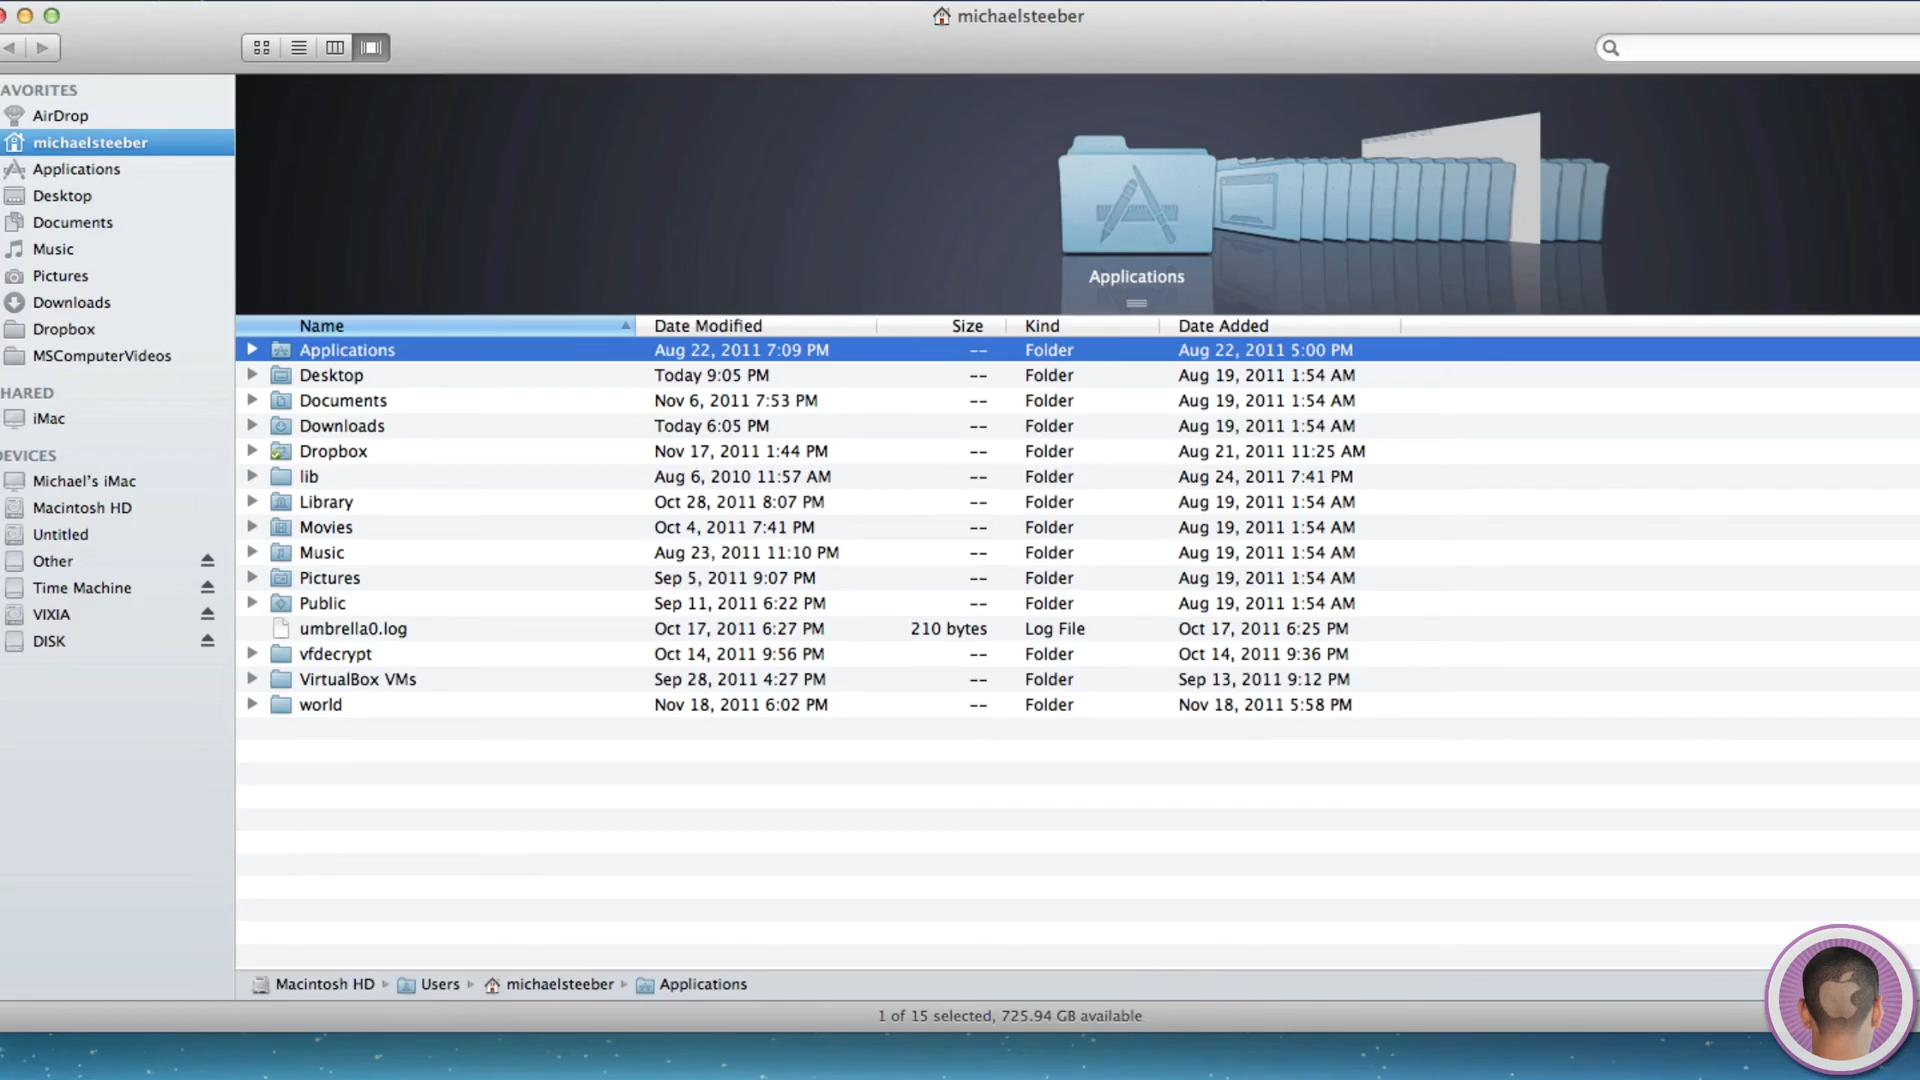 michaelsteeber
AVORITES
AirDrop
michaelsteeber
Applications
Desktop
Documents
Music
Pictures
Downloads
Dropbox
MSComputerVideos
HARED
iMac
DEVICES
Michael's iMac
Macintosh HD
Untitled
Other
Time Machine
VIXIA
DISK
Applications
Name Date Modified Size Kind Date Added
Applications Aug 22, 2011 7:09 PM -- Folder Aug 22, 2011 5:00 PM
Desktop Today 9:05 PM -- Folder Aug 19, 2011 1:54 AM
Documents Nov 6, 2011 7:53 PM -- Folder Aug 19, 2011 1:54 AM
Downloads Today 6:05 PM -- Folder Aug 19, 2011 1:54 AM
Dropbox Nov 17, 2011 1:44 PM -- Folder Aug 21, 2011 11:25 AM
lib Aug 6, 2010 11:57 AM -- Folder Aug 24, 2011 7:41 PM
Library Oct 28, 2011 8:07 PM -- Folder Aug 19, 2011 1:54 AM
Movies Oct 4, 2011 7:41 PM -- Folder Aug 19, 2011 1:54 AM
Music Aug 23, 2011 11:10 PM -- Folder Aug 19, 2011 1:54 AM
Pictures Sep 5, 2011 9:07 PM -- Folder Aug 19, 2011 1:54 AM
Public Sep 11, 2011 6:22 PM -- Folder Aug 19, 2011 1:54 AM
umbrella0.log Oct 17, 2011 6:27 PM 210 bytes Log File Oct 17, 2011 6:25 PM
vfdecrypt Oct 14, 2011 9:56 PM -- Folder Oct 14, 2011 9:36 PM
VirtualBox VMs Sep 28, 2011 4:27 PM -- Folder Sep 13, 2011 9:12 PM
world Nov 18, 2011 6:02 PM -- Folder Nov 18, 2011 5:58 PM
Macintosh HD Users michaelsteeber Applications
1 of 15 selected, 725.94 GB available